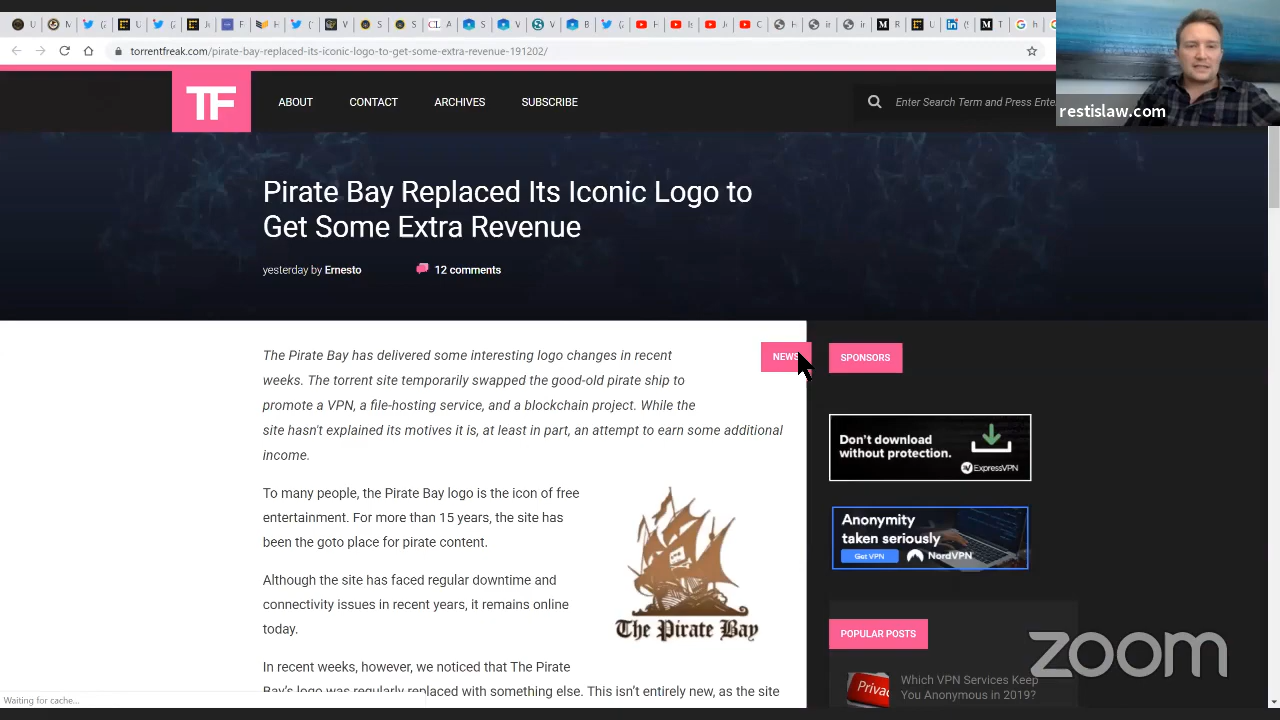 torrentfreak.com/pirate-bay-replaced-its-iconic-logo-to-get-some-extra-revenue-191202/
restislaw.com
TF
ABOUT
CONTACT
ARCHIVES
SUBSCRIBE
Enter Search Term and Press Ente
Pirate Bay Replaced Its Iconic Logo to
Get Some Extra Revenue
yesterday by Ernesto
12 comments
The Pirate Bay has delivered some interesting logo changes in recent
weeks. The torrent site temporarily swapped the good-old pirate ship to
promote a VPN, a file-hosting service, and a blockchain project. While the
site hasn't explained its motives it is, at least in part, an attempt to earn some additional
income.
NEWS
To many people, the Pirate Bay logo is the icon of free
entertainment. For more than 15 years, the site has
been the goto place for pirate content.
Although the site has faced regular downtime and
connectivity issues in recent years, it remains online
today.
The Pirate Bay
In recent weeks, however, we noticed that The Pirate
Bay's logo was regularly replaced with something else. This isn't entirely new, as the site
SPONSORS
Don't download
without protection.
ExpressVPN
Anonymity
taken seriously
Get VPN
NordVPN
POPULAR POSTS
Privac
Which VPN Services Keep
You Anonymous in 2019?
zoom
Waiting for cache...